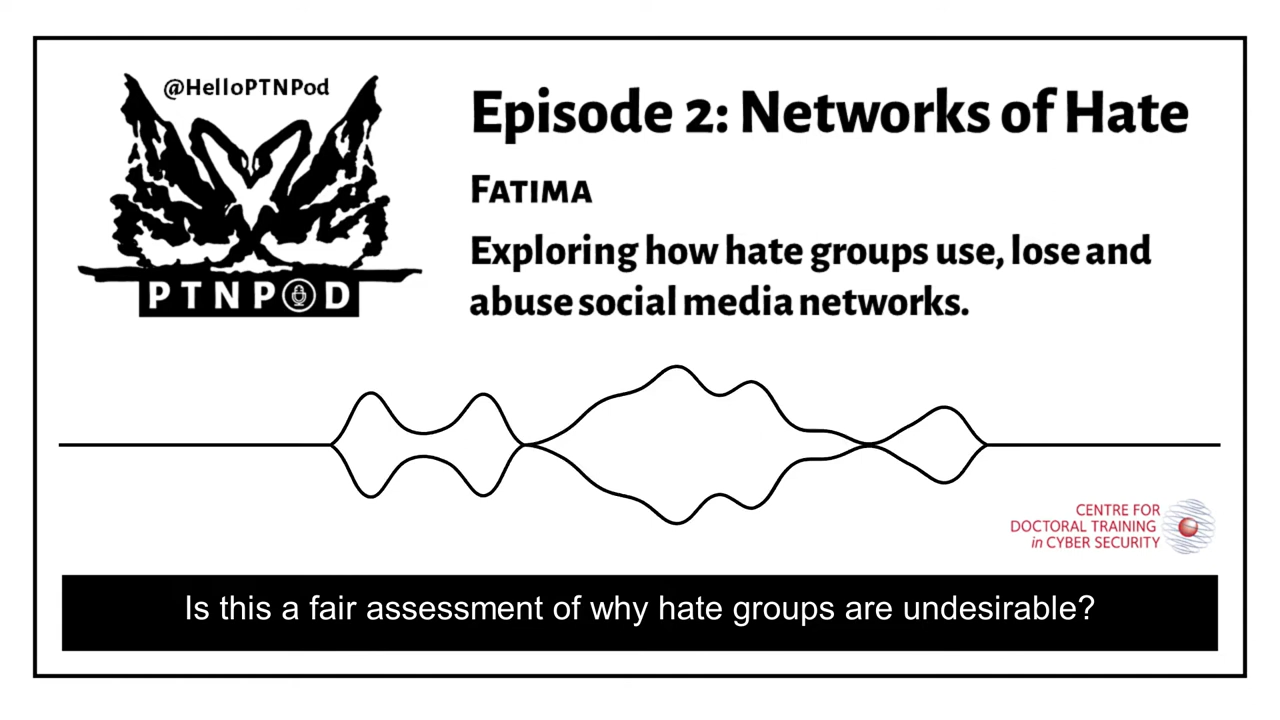 @HelloPTNPod
PTNPOD
Episode 2: Networks of Hate
Fatima
Exploring how hate groups use, lose and
abuse social media networks.
CENTRE FOR
DOCTORAL TRAINING
in CYBER SECURITY
Is this a fair assessment of why hate groups are undesirable?